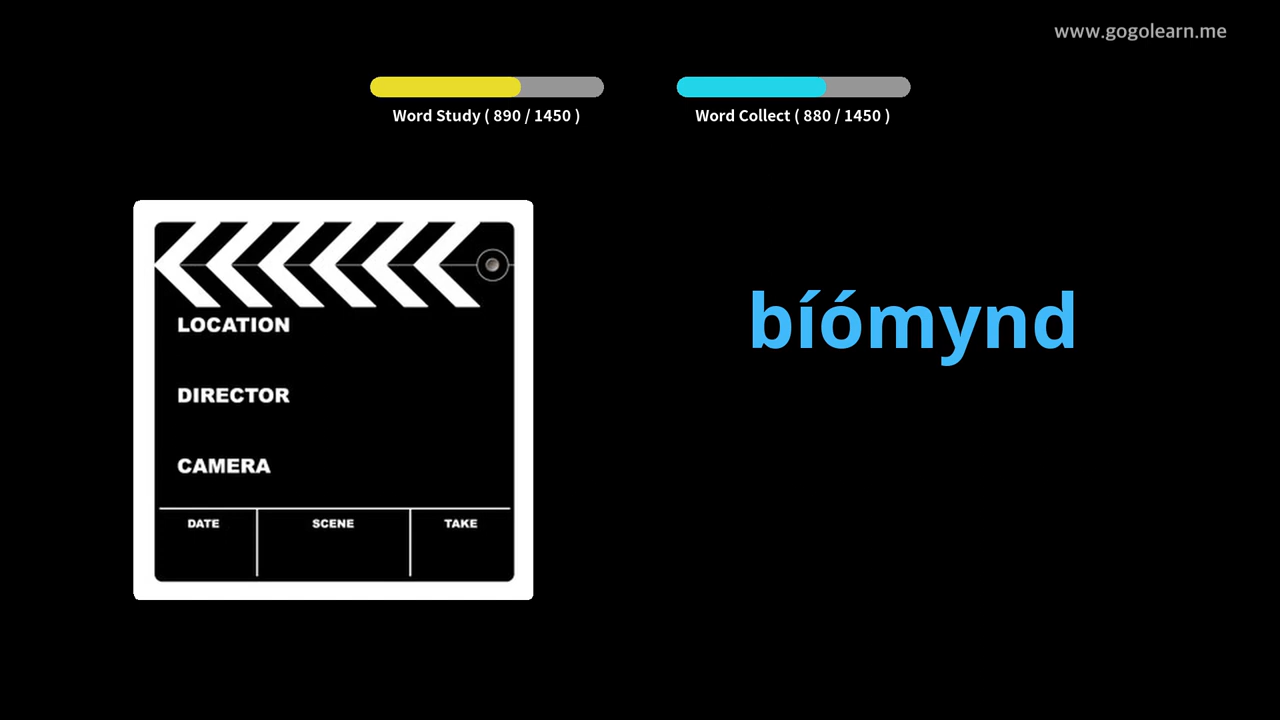 www.gogolearn.me
Word Study ( 890 / 1450 )
Word Collect ( 880 / 1450 )
LOCATION
DIRECTOR
CAMERA
DATE
SCENE
TAKE
bíómynd